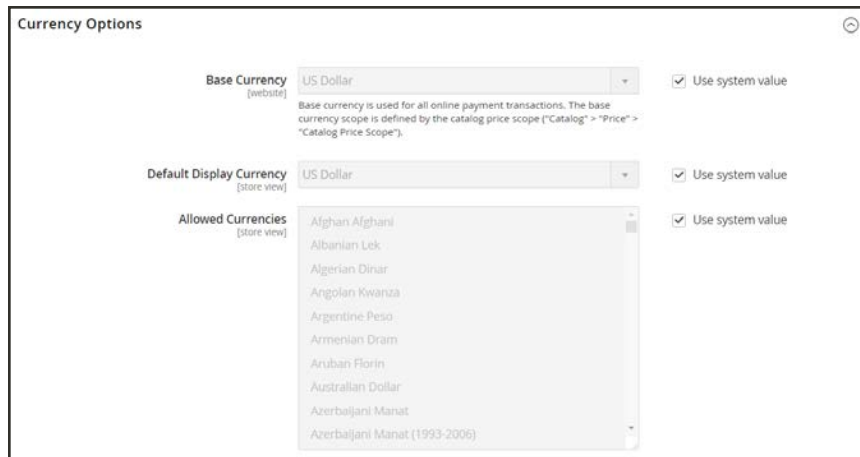 Currency Options
Base Currency
[website]
US Dollar
Use system value
Base currency is used for all online payment transactions. The base
currency scope is defined by the catalog price scope ("Catalog" > "Price" >
"Catalog Price Scope").
Default Display Currency
[store view]
US Dollar
Use system value
Allowed Currencies
[store view]
Afghan Afghani
Albanian Lek
Algerian Dinar
Angolan Kwanza
Argentine Peso
Armenian Dram
Aruban Florin
Australian Dollar
Azerbaijani Manat
Azerbaijani Manat (1993-2006)
Use system value